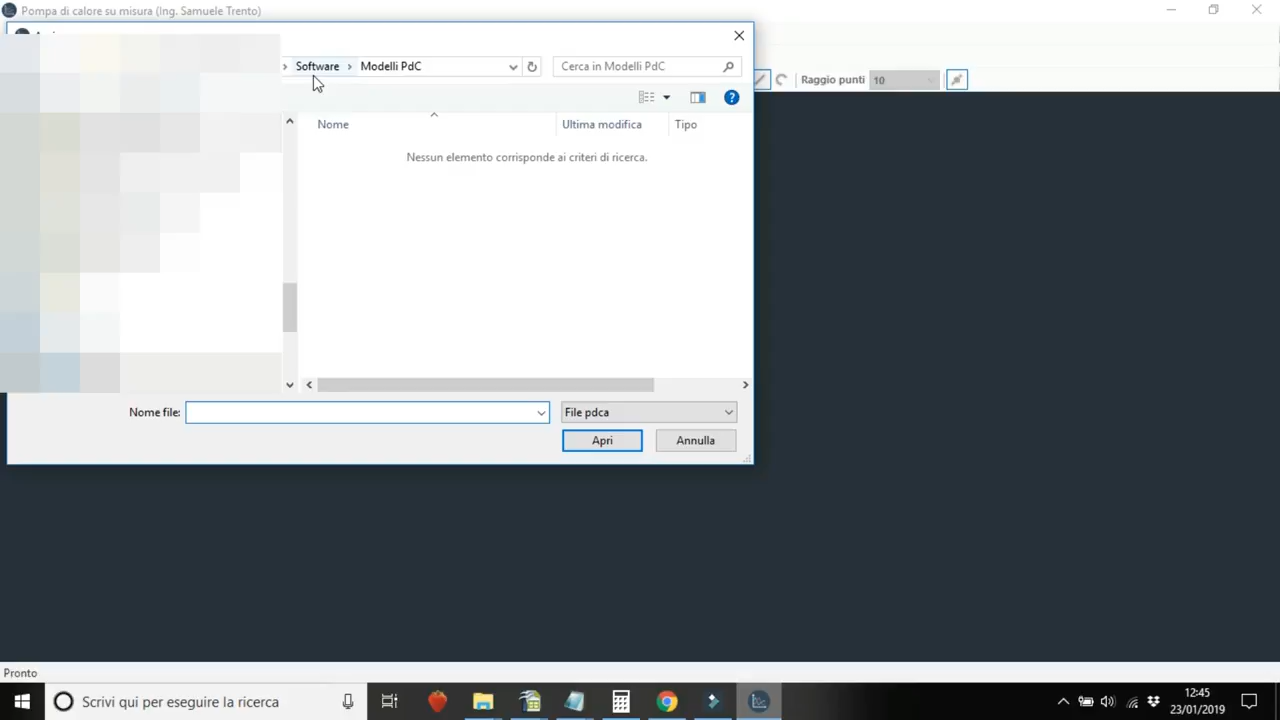 Pompa di calore su misura (Ing. Samuele Trento)
Software > Modelli PdC
Cerca in Modelli PdC
Raggio punti 10
Nome Ultima modifica Tipo
Nessun elemento corrisponde ai criteri di ricerca.
Nome file:
File pdca
Apri Annulla
Pronto
Scrivi qui per eseguire la ricerca
12:45
23/01/2019